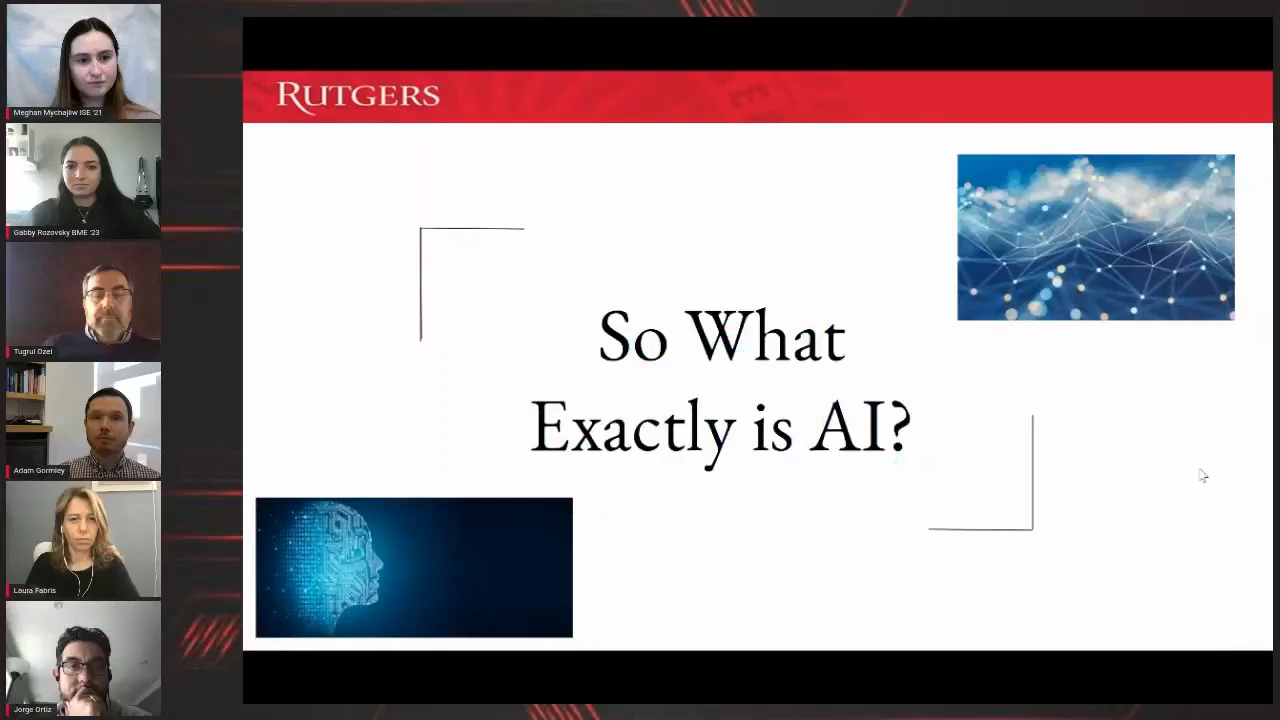 Meghan Mychajliw ISE '21
Gabby Rozovsky BME '23
Tugrul Ozel
Adam Gormley
Laura Fabris
Jorge Ortiz
RUTGERS
So What
Exactly is AI?